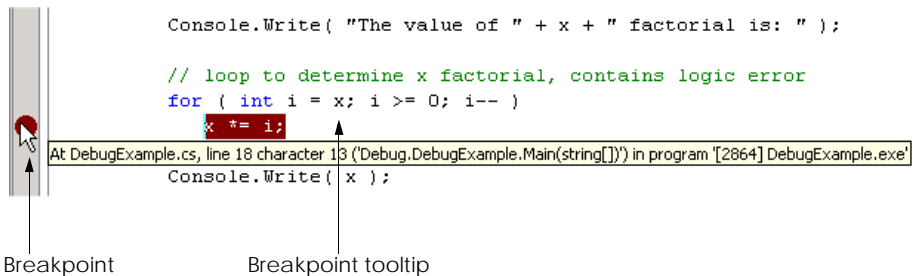 Console.Write( "The value of " + x + " factorial is: " );
// loop to determine x factorial, contains logic error
for ( int i = x; i >= 0; i-- )
x *= i;
At DebugExample.cs, line 18 character 13 ('Debug.DebugExample.Main(string[])') in program '[2864] DebugExample.exe'
Console.Write( x );
Breakpoint
Breakpoint tooltip